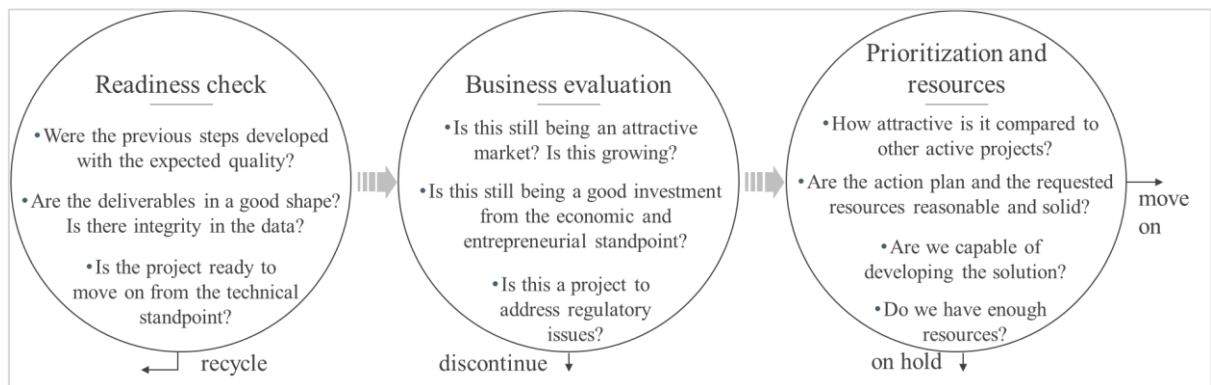 Readiness check
•Were the previous steps developed
with the expected quality?
•Are the deliverables in a good shape?
Is there integrity in the data?
•Is the project ready to
move on from the technical
standpoint?
recycle
Business evaluation
•Is this still being an attractive
market? Is this growing?
•Is this still being a good investment
from the economic and
entrepreneurial standpoint?
•Is this a project to
address regulatory
issues?
discontinue
Prioritization and
resources
•How attractive is it compared to
other active projects?
•Are the action plan and the requested
resources reasonable and solid?
•Are we capable of
developing the solution?
•Do we have enough
resources?
on hold
move
on